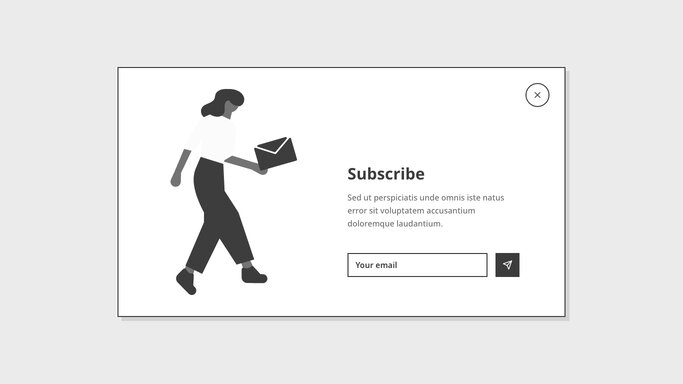 Subscribe
Sed ut perspiciatis unde omnis iste natus
error sit voluptatem accusantium
doloremque laudantium.
Your email